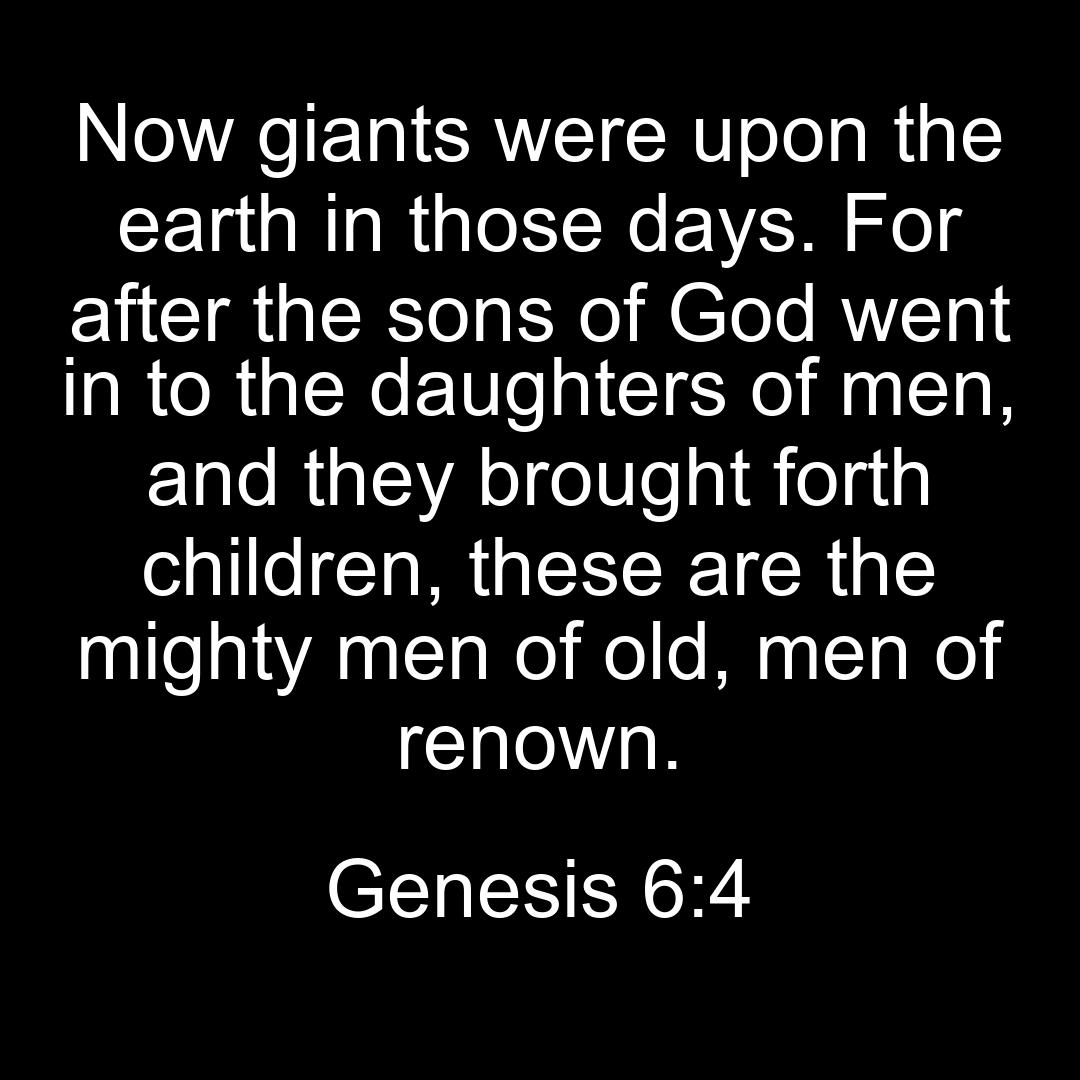 Now giants were upon the
earth in those days. For
after the sons of God went
in to the daughters of men,
and they brought forth
children, these are the
mighty men of old, men of
renown.
Genesis 6:4